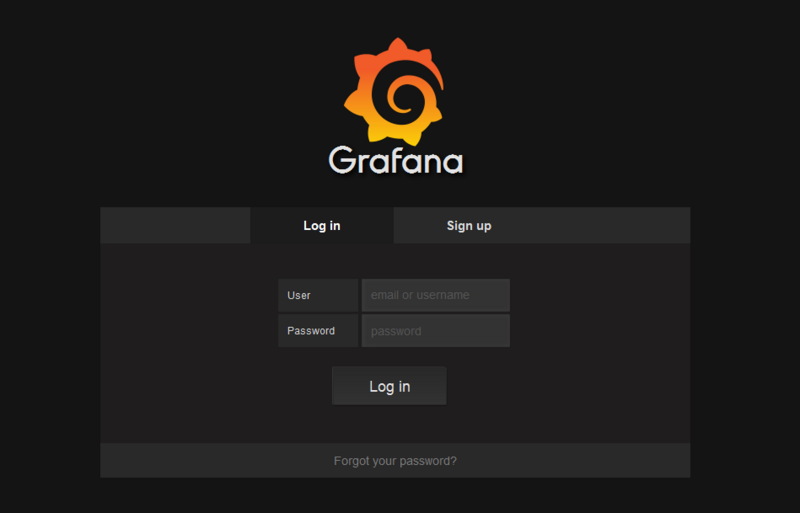 Grafana
Log in
Sign up
User
email or username
Password
password
Log in
Forgot your password?